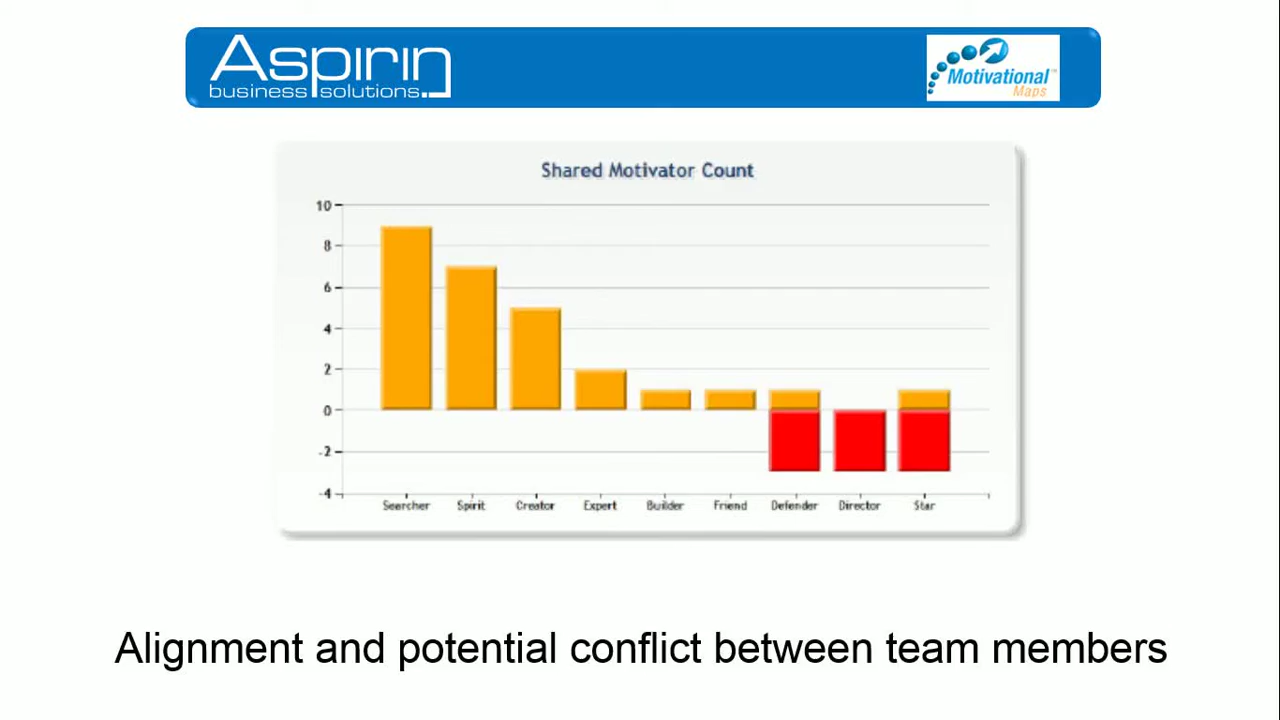 Aspirin
business solutions.
Motivational™
Maps
Shared Motivator Count
10
8
6
4
2
0
-2
-4
Searcher Spirit Creator Expert Builder Friend Defender Director Star
Alignment and potential conflict between team members